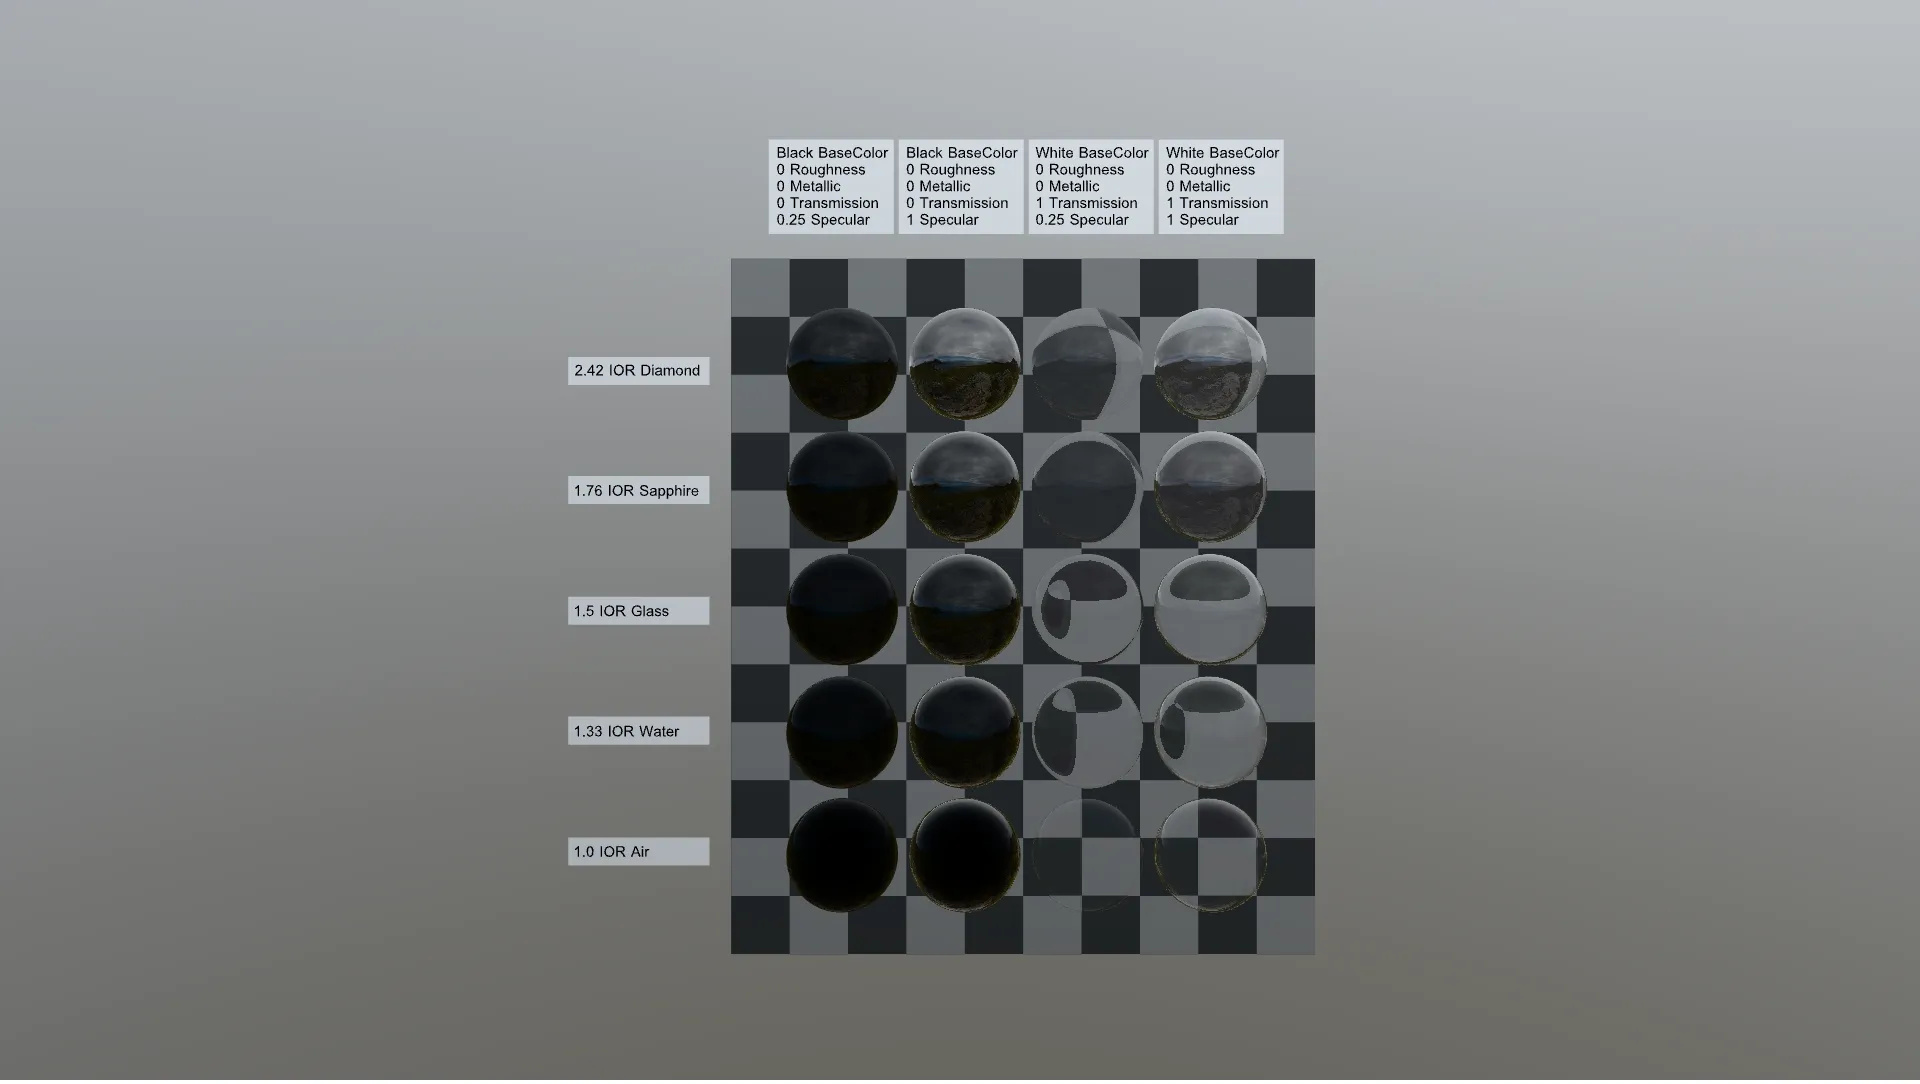 Black BaseColor
0 Roughness
0 Metallic
0 Transmission
0.25 Specular
Black BaseColor
0 Roughness
0 Metallic
0 Transmission
1 Specular
White BaseColor
0 Roughness
0 Metallic
1 Transmission
0.25 Specular
White BaseColor
0 Roughness
0 Metallic
1 Transmission
1 Specular
2.42 IOR Diamond
1.76 IOR Sapphire
1.5 IOR Glass
1.33 IOR Water
1.0 IOR Air